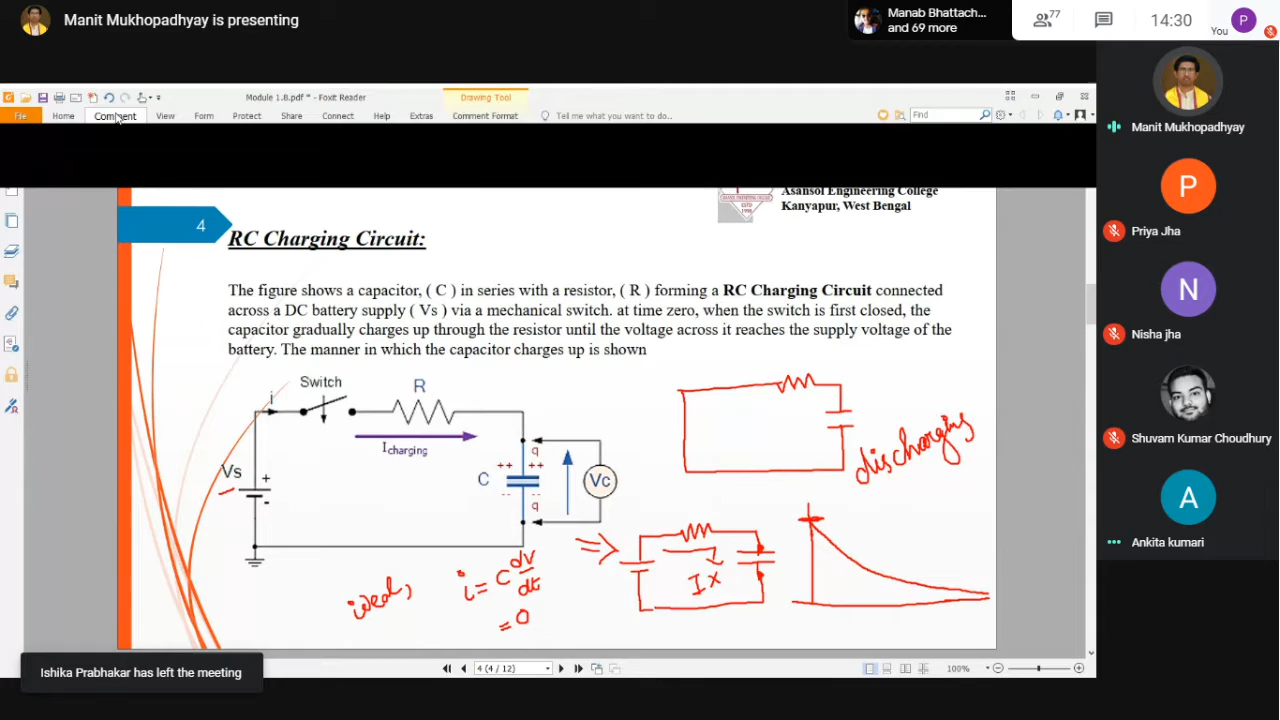 Manit Mukhopadhyay is presenting
Manab Bhattach...
and 69 more
77
14:30
You
P
Module 1.8.pdf * - Foxit Reader
Drawing Tool
File Home Comment View Form Protect Share Connect Help Extras Comment Format Tell me what you want to do... Find
Asansol Engineering College
Kanyapur, West Bengal
4
RC Charging Circuit:
The figure shows a capacitor, ( C ) in series with a resistor, ( R ) forming a RC Charging Circuit connected
across a DC battery supply ( Vs ) via a mechanical switch. at time zero, when the switch is first closed, the
capacitor gradually charges up through the resistor until the voltage across it reaches the supply voltage of the
battery. The manner in which the capacitor charges up is shown
Switch
R
i
Icharging
Vs
+
-
C
++ ++
-- --
q
q
Vc
discharging
ideal,
i = C dv/dt
= 0
⇒
I x
4 (4 / 12)
100%
Manit Mukhopadhyay
P
Priya Jha
N
Nisha jha
Shuvam Kumar Choudhury
A
Ankita kumari
Ishika Prabhakar has left the meeting